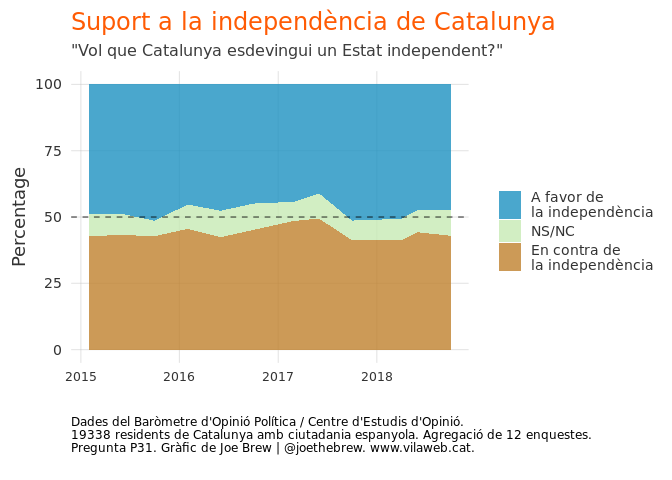 Suport a la independència de Catalunya
"Vol que Catalunya esdevingui un Estat independent?"
Percentage
100
75
50
25
0
2015
2016
2017
2018
A favor de
la independència
NS/NC
En contra de
la independència
Dades del Baròmetre d'Opinió Política / Centre d'Estudis d'Opinió.
19338 residents de Catalunya amb ciutadania espanyola. Agregació de 12 enquestes.
Pregunta P31. Gràfic de Joe Brew | @joethebrew. www.vilaweb.cat.